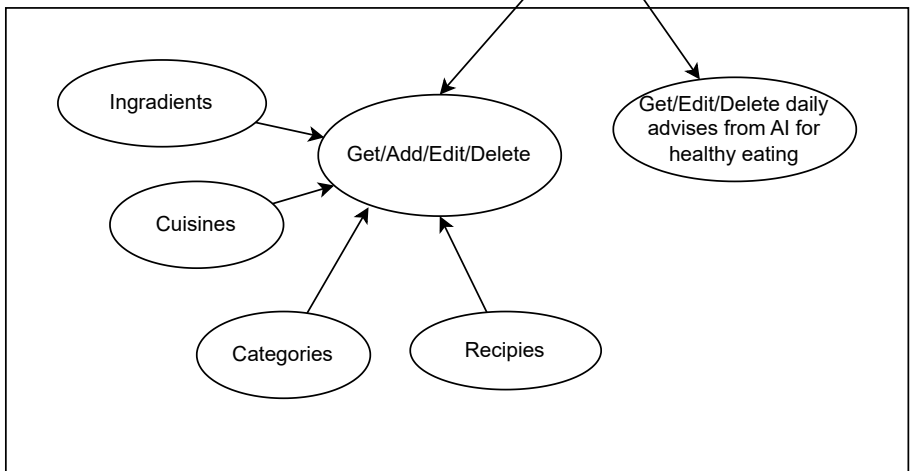 Ingradients
Get/Add/Edit/Delete
Get/Edit/Delete daily
advises from AI for
healthy eating
Cuisines
Categories
Recipies